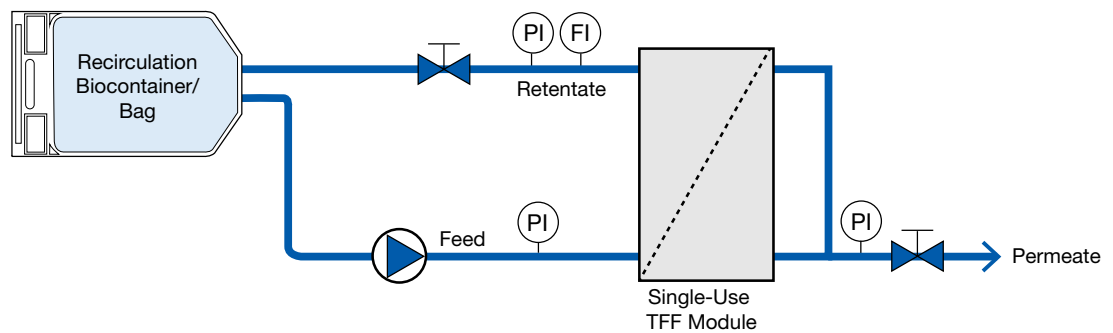 Recirculation
Biocontainer/
Bag
PI
FI
Retentate
PI
Feed
PI
Permeate
Single-Use
TFF Module